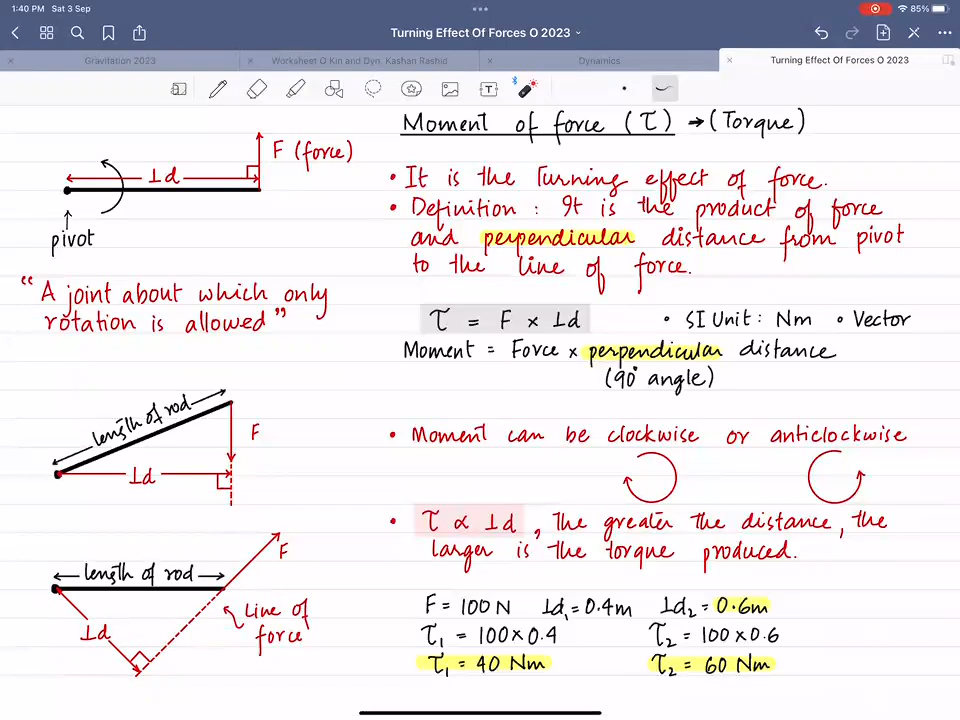 1:40 PM Sat 3 Sep
85%
Turning Effect Of Forces O 2023
Gravitation 2023
Worksheet O Kin and Dyn Kashan Rashid
Dynamics
Turning Effect Of Forces O 2023
Moment of force (τ) → (Torque)
F (force)
⊥d
pivot
"A joint about which only
rotation is allowed"
• It is the Turning effect of force.
• Definition : It is the product of force
and perpendicular distance from pivot
to the line of force.
τ = F × ⊥d
• SI Unit: Nm • Vector
Moment = Force × perpendicular distance
(90° angle)
length of rod
F
⊥d
• Moment can be clockwise or anticlockwise
• τ ∝ ⊥d, The greater the distance, the
larger is the torque produced.
length of rod
F
⊥d
Line of
force
F = 100 N ⊥d₁ = 0.4m ⊥d₂ = 0.6m
τ₁ = 100 × 0.4 τ₂ = 100 × 0.6
τ₁ = 40 Nm τ₂ = 60 Nm